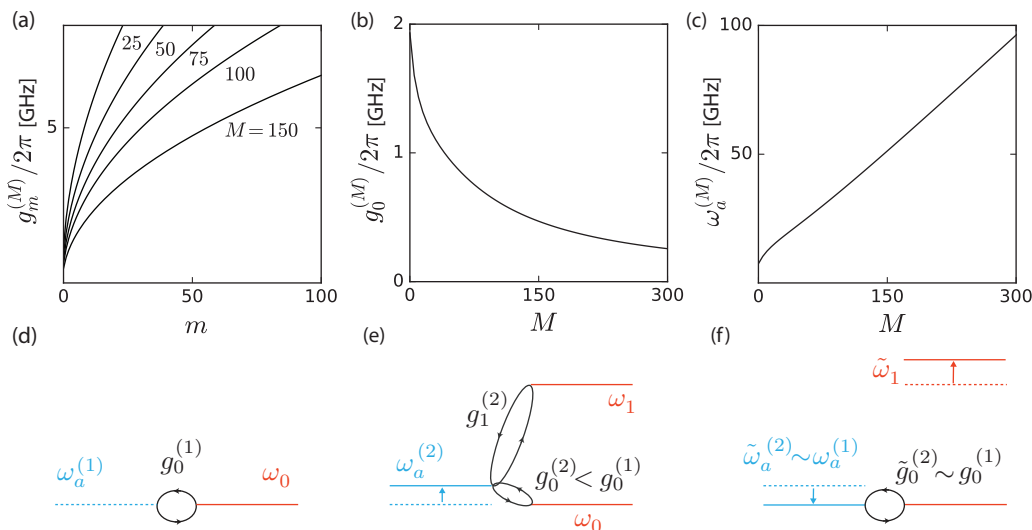 (a)
25
50
75
100
M = 150
5
0
50
100
g_m^{(M)}/2π [GHz]
m
(b)
2
1
0
0
150
300
g_0^{(M)}/2π [GHz]
M
(c)
100
50
0
150
300
ω_a^{(M)}/2π [GHz]
M
(d)
ω_a^{(1)}
g_0^{(1)}
ω_0
(e)
ω_1
g_1^{(2)}
ω_a^{(2)}
g_0^{(2)} < g_0^{(1)}
ω_0
(f)
ω̃_1
ω̃_a^{(2)} ~ ω_a^{(1)}
g̃_0^{(2)} ~ g_0^{(1)}